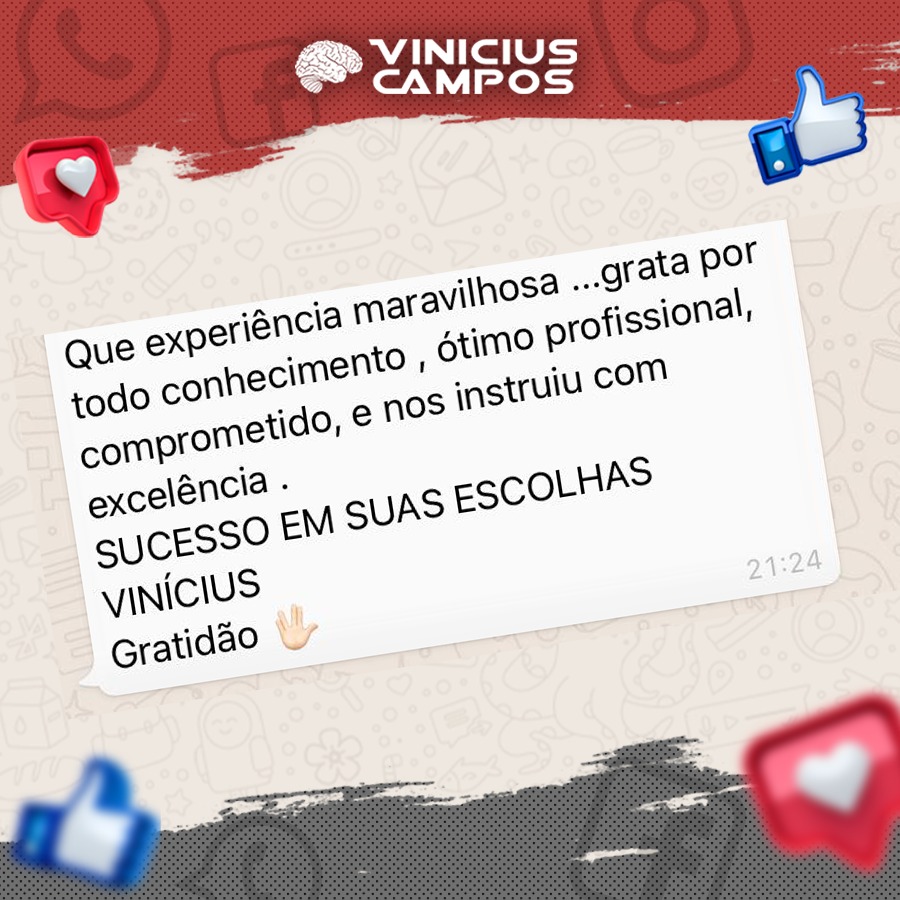 VINICIUS
CAMPOS
Que experiência maravilhosa ...grata por
todo conhecimento , ótimo profissional,
comprometido, e nos instruiu com
excelência .
SUCESSO EM SUAS ESCOLHAS
VINÍCIUS
Gratidão 🖖🏻
21:24